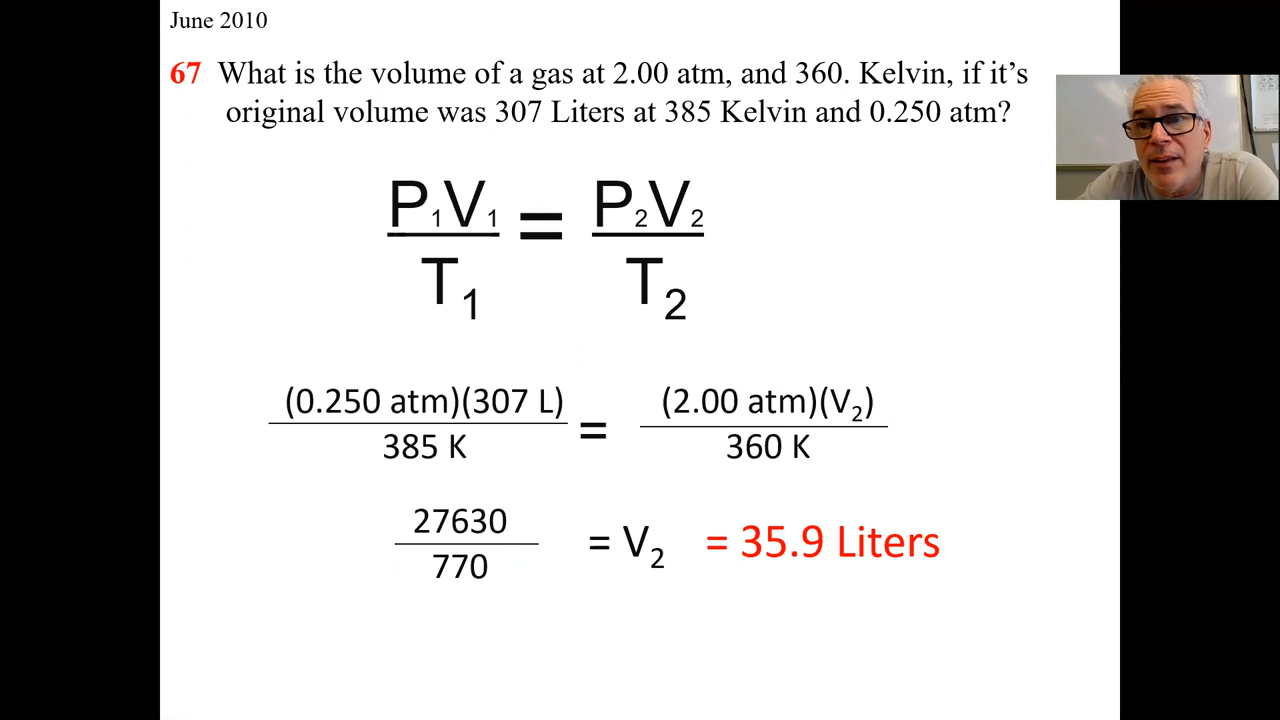 June 2010
67 What is the volume of a gas at 2.00 atm, and 360. Kelvin, if it’s
original volume was 307 Liters at 385 Kelvin and 0.250 atm?
P₁V₁ = P₂V₂
T₁ T₂
(0.250 atm)(307 L) = (2.00 atm)(V₂)
385 K 360 K
27630 = V₂ = 35.9 Liters
770